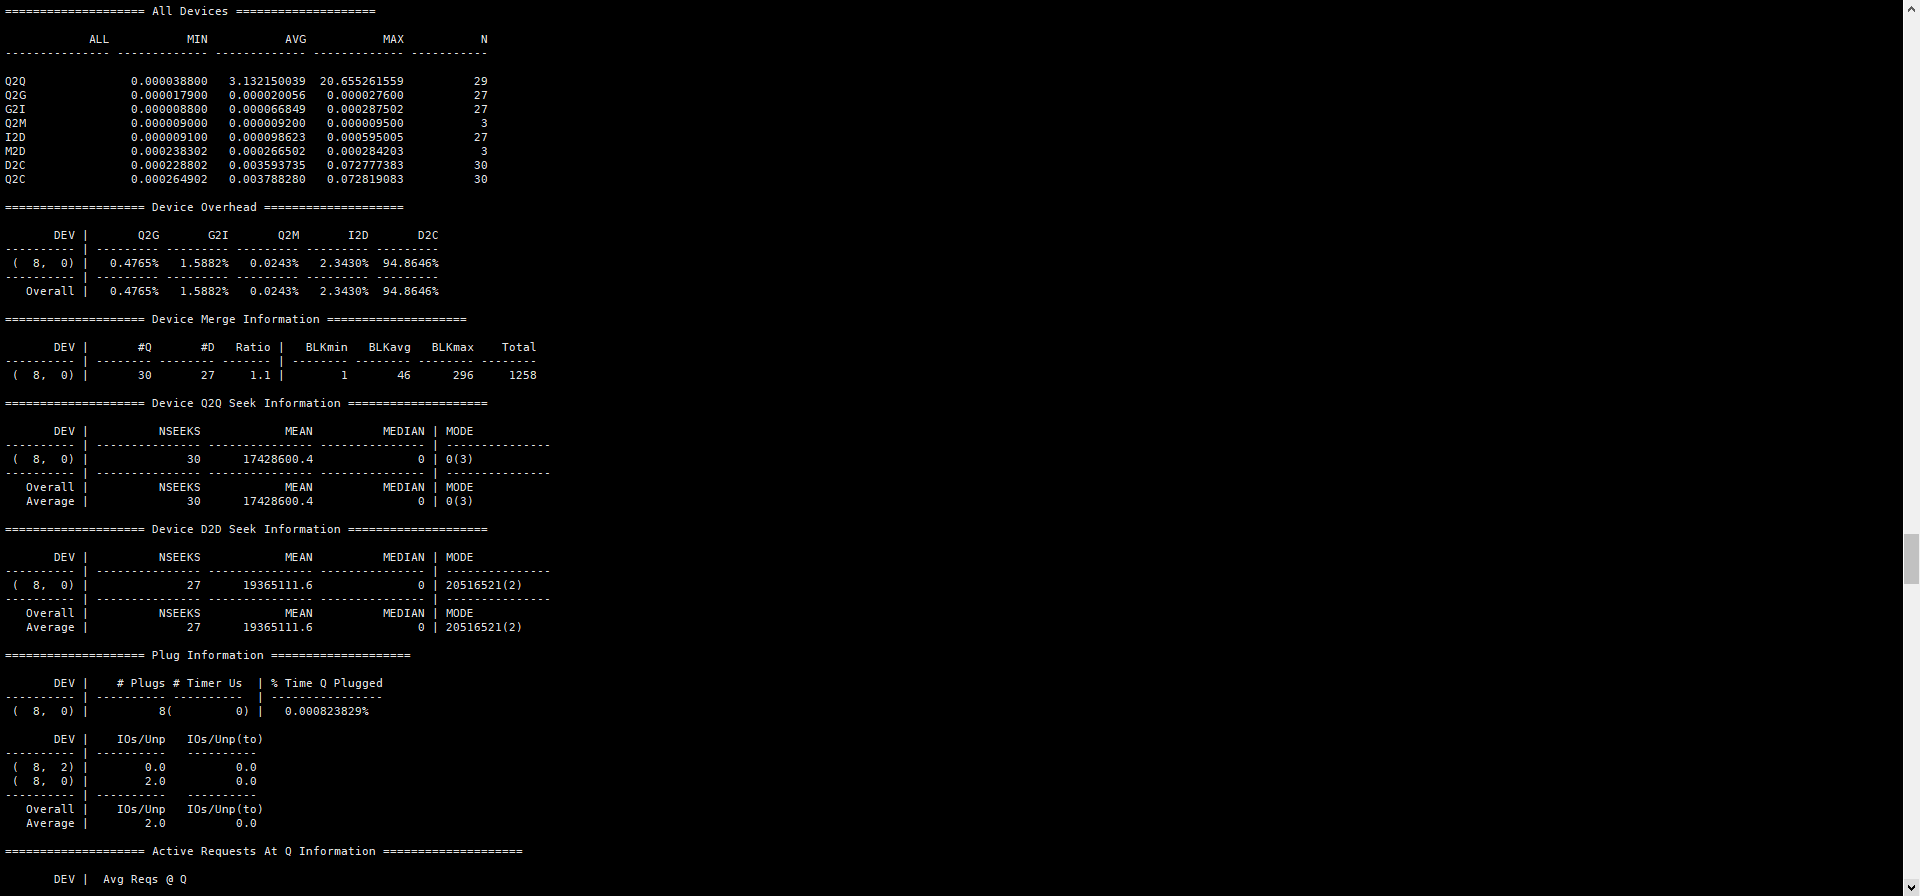 ==================== All Devices ====================
            ALL           MIN           AVG           MAX           N
--------------- ------------- ------------- ------------- -----------
Q2Q               0.000038800   3.132150039  20.655261559          29
Q2G               0.000017900   0.000020056   0.000027600          27
G2I               0.000008800   0.000066849   0.000287502          27
Q2M               0.000009000   0.000009200   0.000009500           3
I2D               0.000009100   0.000098623   0.000595005          27
M2D               0.000238302   0.000266502   0.000284203           3
D2C               0.000228802   0.003593735   0.072777383          30
Q2C               0.000264902   0.003788280   0.072819083          30
==================== Device Overhead ====================
       DEV |       Q2G       G2I       Q2M       I2D       D2C
---------- | --------- --------- --------- --------- ---------
 (  8,  0) |   0.4765%   1.5882%   0.0243%   2.3430%  94.8646%
---------- | --------- --------- --------- --------- ---------
   Overall |   0.4765%   1.5882%   0.0243%   2.3430%  94.8646%
==================== Device Merge Information ====================
       DEV |       #Q       #D   Ratio |   BLKmin   BLKavg   BLKmax    Total
---------- | -------- -------- ------- | -------- -------- -------- --------
 (  8,  0) |       30       27     1.1 |        1       46      296     1258
==================== Device Q2Q Seek Information ====================
       DEV |          NSEEKS            MEAN          MEDIAN | MODE
---------- | --------------- --------------- --------------- | ---------------
 (  8,  0) |              30      17428600.4               0 | 0(3)
---------- | --------------- --------------- --------------- | ---------------
   Overall |          NSEEKS            MEAN          MEDIAN | MODE
   Average |              30      17428600.4               0 | 0(3)
==================== Device D2D Seek Information ====================
       DEV |          NSEEKS            MEAN          MEDIAN | MODE
---------- | --------------- --------------- --------------- | ---------------
 (  8,  0) |              27      19365111.6               0 | 20516521(2)
---------- | --------------- --------------- --------------- | ---------------
   Overall |          NSEEKS            MEAN          MEDIAN | MODE
   Average |              27      19365111.6               0 | 20516521(2)
==================== Plug Information ====================
       DEV |    # Plugs # Timer Us  | % Time Q Plugged
---------- | ---------- ----------  | ----------------
 (  8,  0) |          8(         0) |   0.000823829%
       DEV |    IOs/Unp   IOs/Unp(to)
---------- | ----------   ----------
 (  8,  2) |        0.0          0.0
 (  8,  0) |        2.0          0.0
---------- | ----------   ----------
   Overall |    IOs/Unp   IOs/Unp(to)
   Average |        2.0          0.0
==================== Active Requests At Q Information ====================
       DEV |  Avg Reqs @ Q